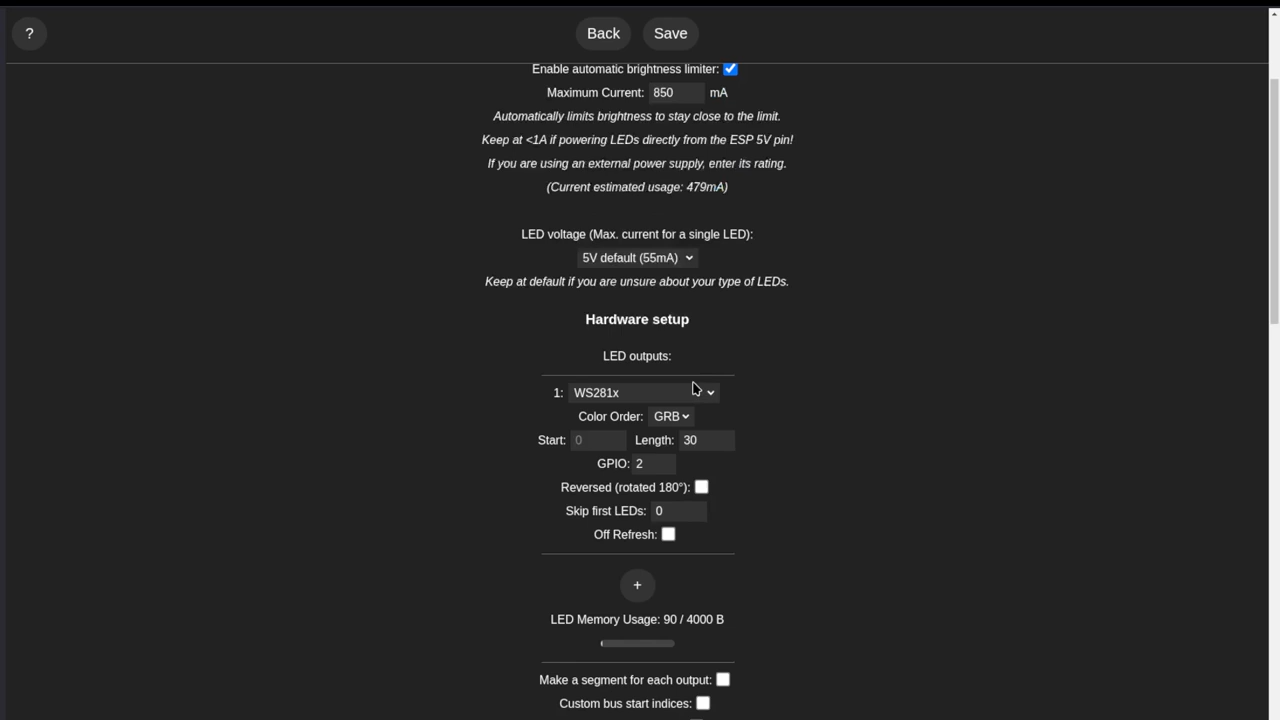 ?
Back
Save
Enable automatic brightness limiter:
Maximum Current: 850 mA
Automatically limits brightness to stay close to the limit.
Keep at <1A if powering LEDs directly from the ESP 5V pin!
If you are using an external power supply, enter its rating.
(Current estimated usage: 479mA)
LED voltage (Max. current for a single LED):
5V default (55mA)
Keep at default if you are unsure about your type of LEDs.
Hardware setup
LED outputs:
1: WS281x
Color Order: GRB
Start: 0 Length: 30
GPIO: 2
Reversed (rotated 180°):
Skip first LEDs: 0
Off Refresh:
+
LED Memory Usage: 90 / 4000 B
Make a segment for each output:
Custom bus start indices: